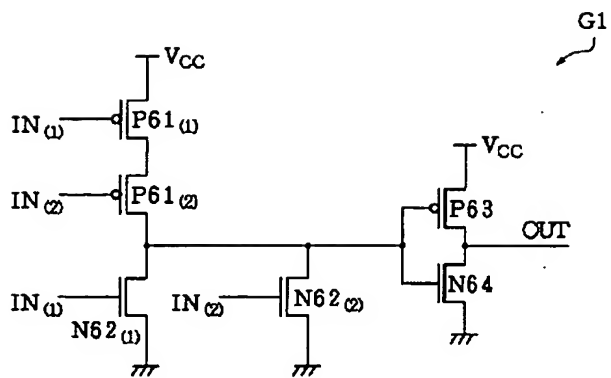 G1
VCC
IN(1) P61(1)
VCC
IN(2) P61(2)
P63
OUT
IN(1) N62(1)
IN(2) N62(2)
N64